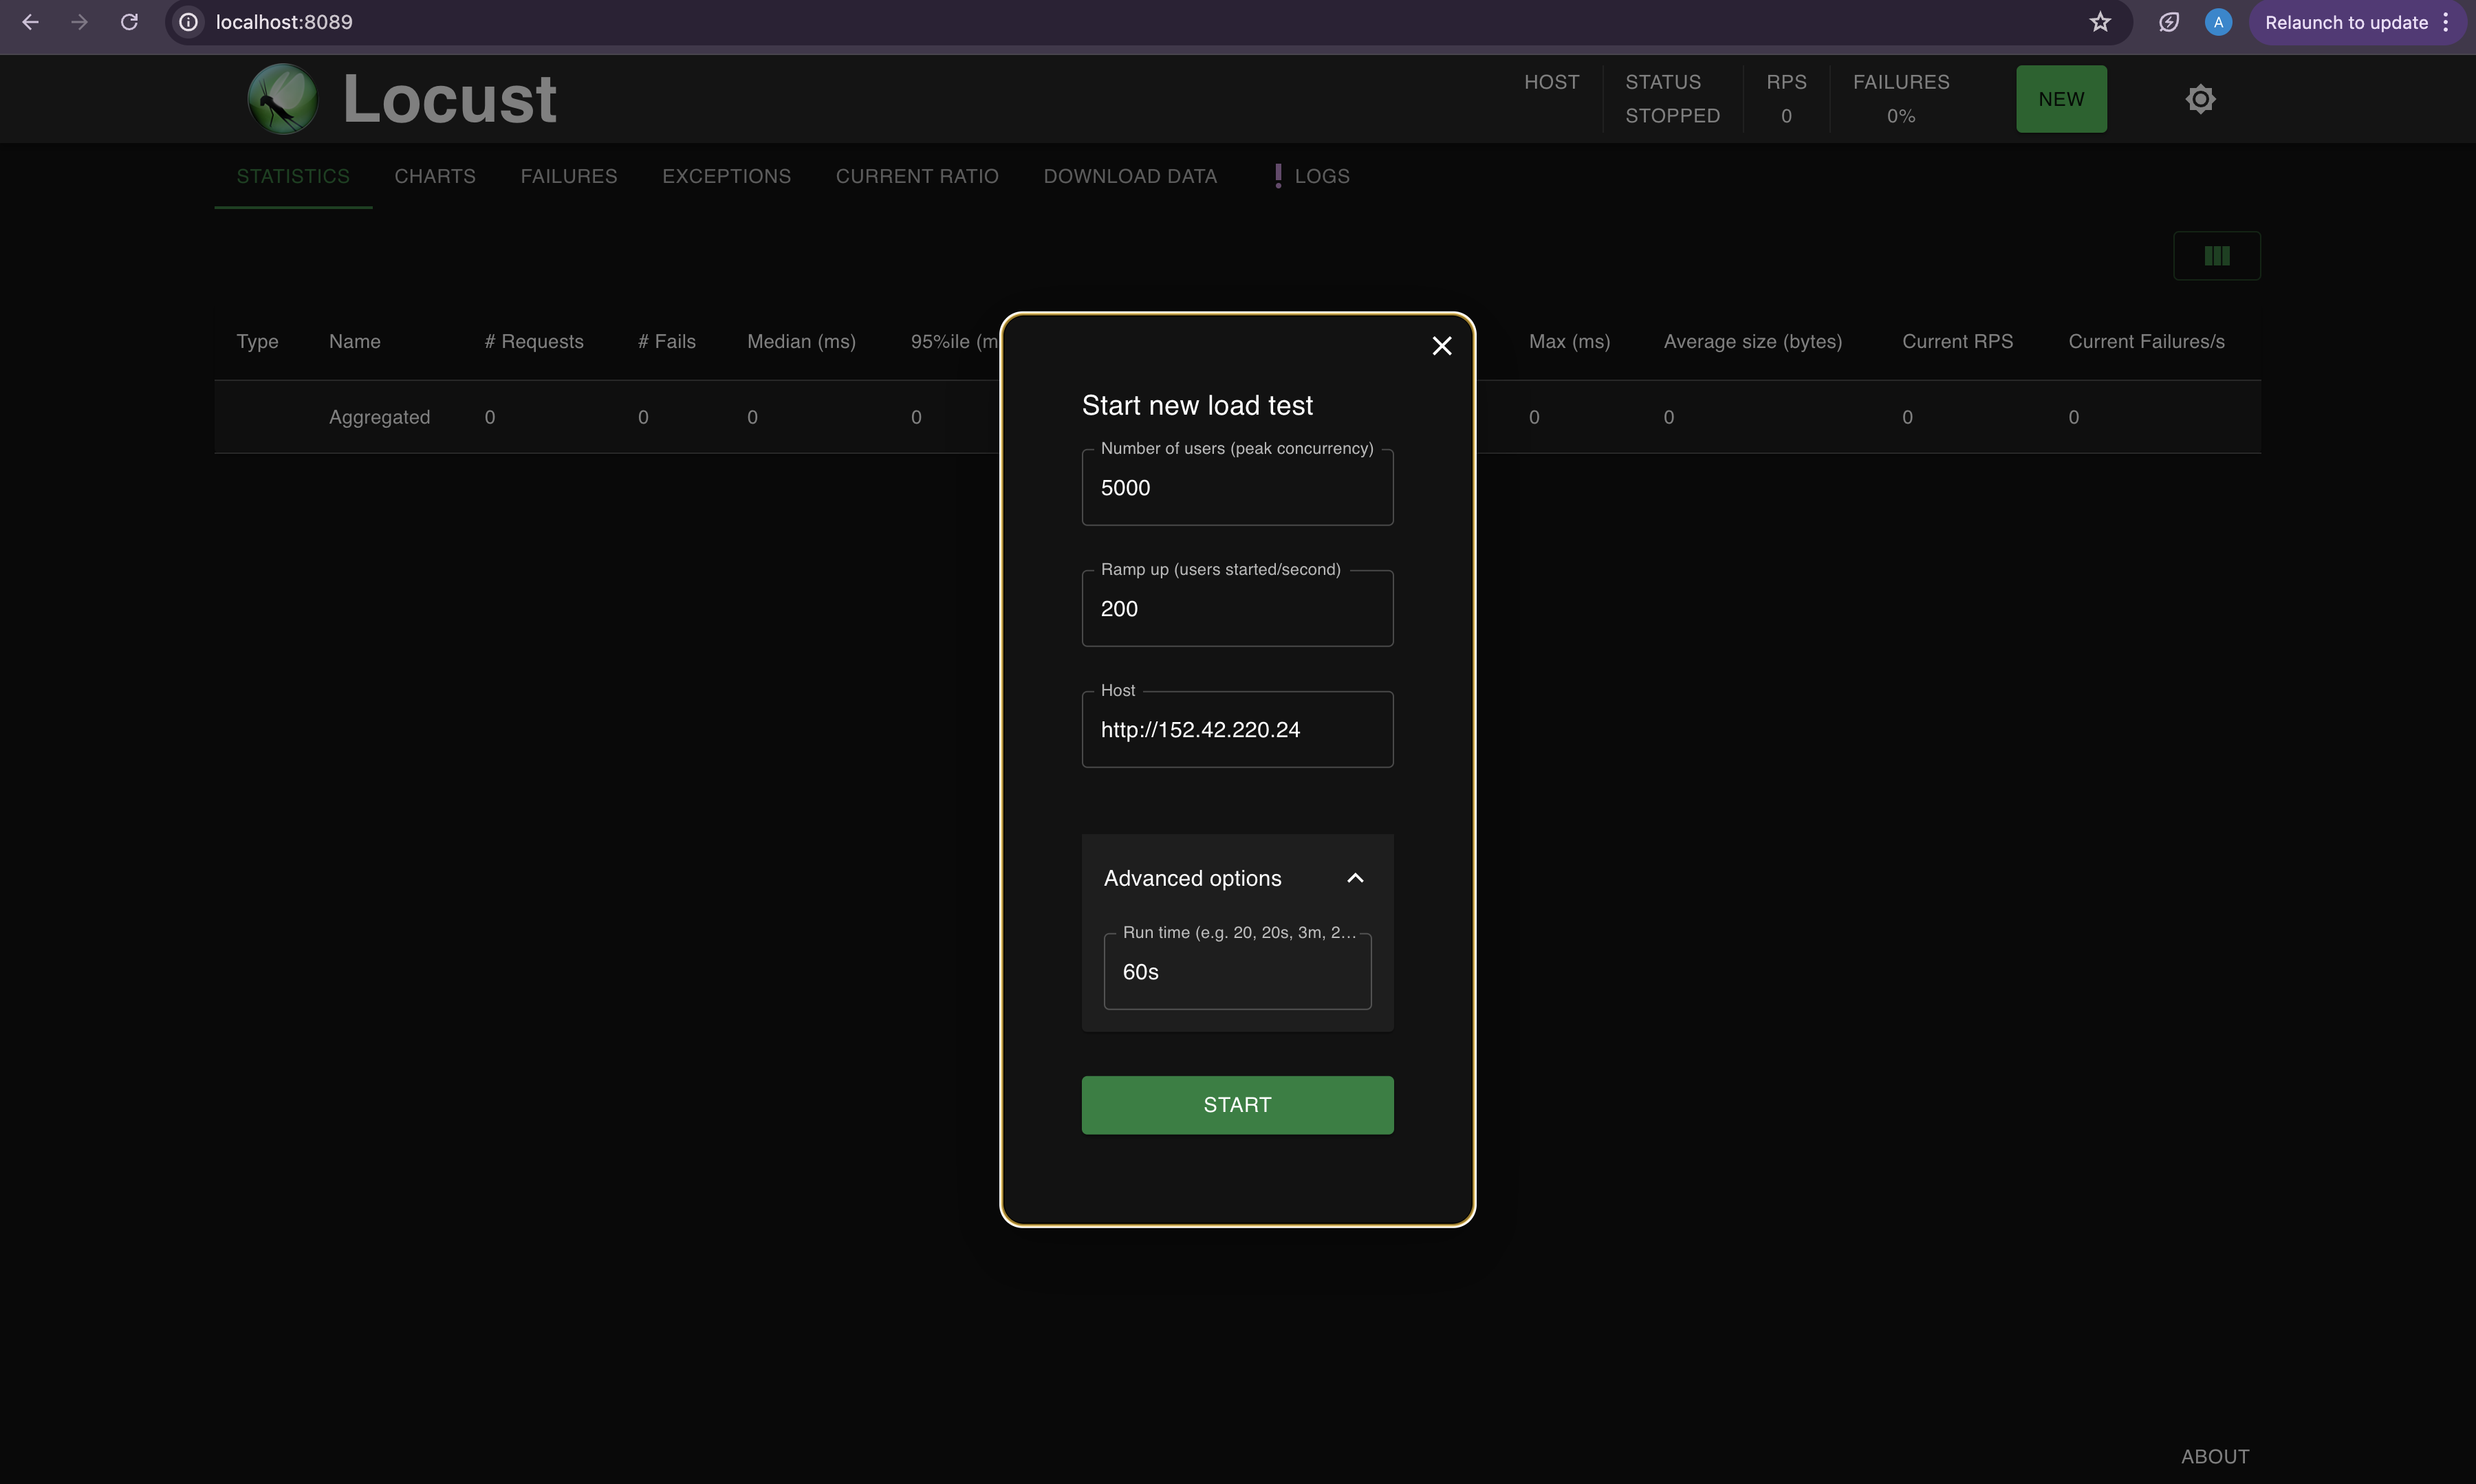 localhost:8089
A
Relaunch to update
Locust
HOST
STATUS
STOPPED
RPS
0
FAILURES
0%
NEW
STATISTICS CHARTS FAILURES EXCEPTIONS CURRENT RATIO DOWNLOAD DATA LOGS
Type Name # Requests # Fails Median (ms) 95%ile (m Max (ms) Average size (bytes) Current RPS Current Failures/s
Aggregated 0 0 0 0 0 0 0 0
Start new load test
Number of users (peak concurrency)
5000
Ramp up (users started/second)
200
Host
http://152.42.220.24
Advanced options
Run time (e.g. 20, 20s, 3m, 2...
60s
START
ABOUT